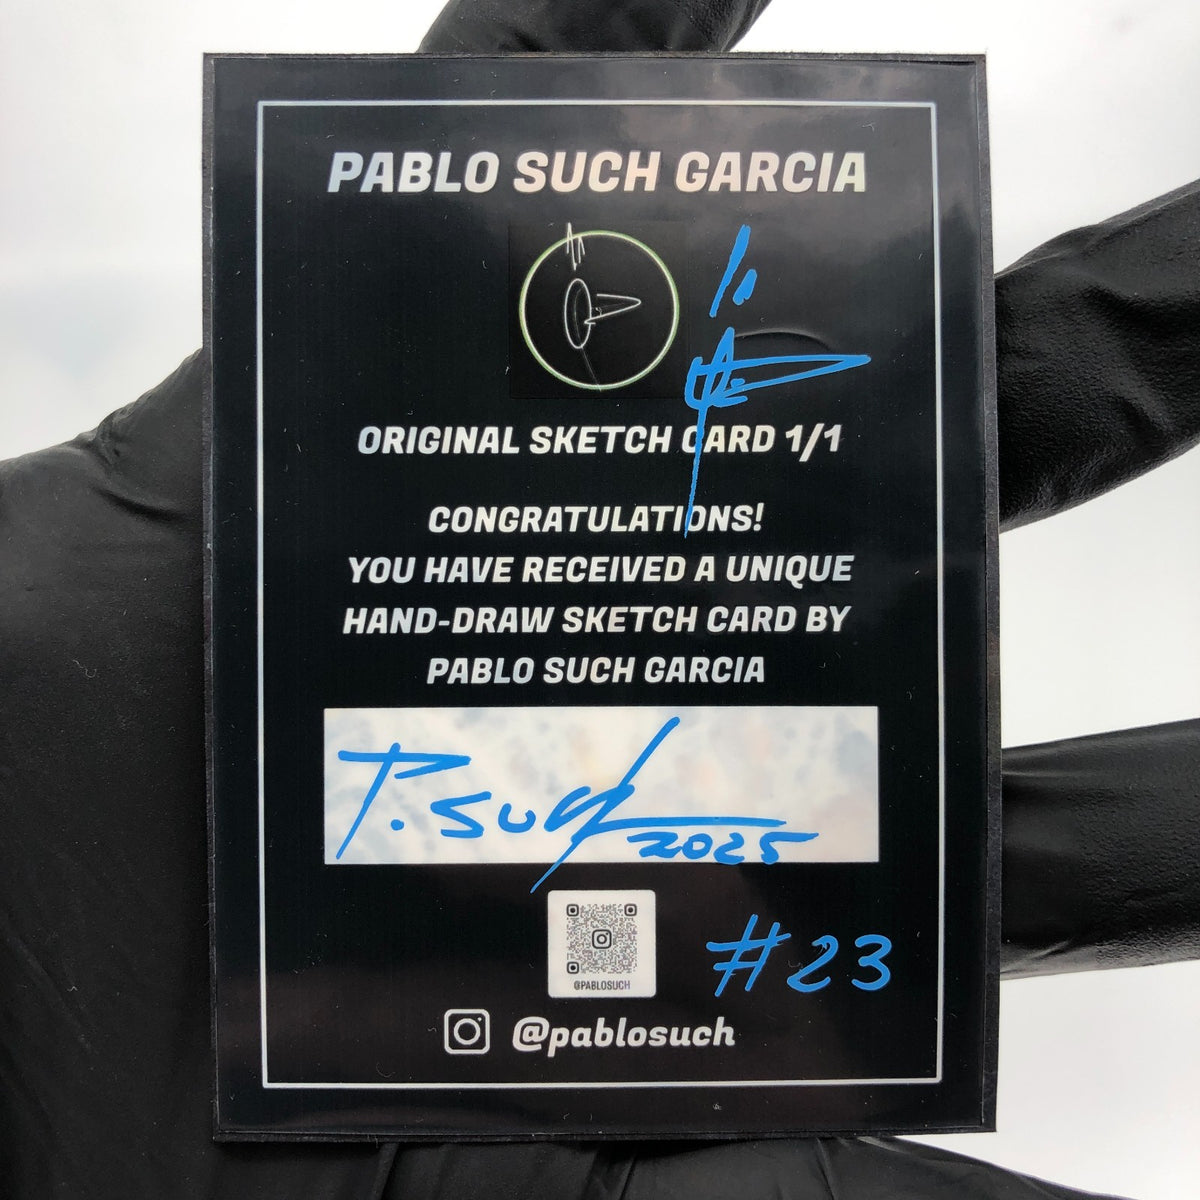 PABLO SUCH GARCIA
ORIGINAL SKETCH CARD 1/1
CONGRATULATIONS!
YOU HAVE RECEIVED A UNIQUE
HAND-DRAW SKETCH CARD BY
PABLO SUCH GARCIA
P. Such
2025
@PABLOSUCH
#23
@pablosuch